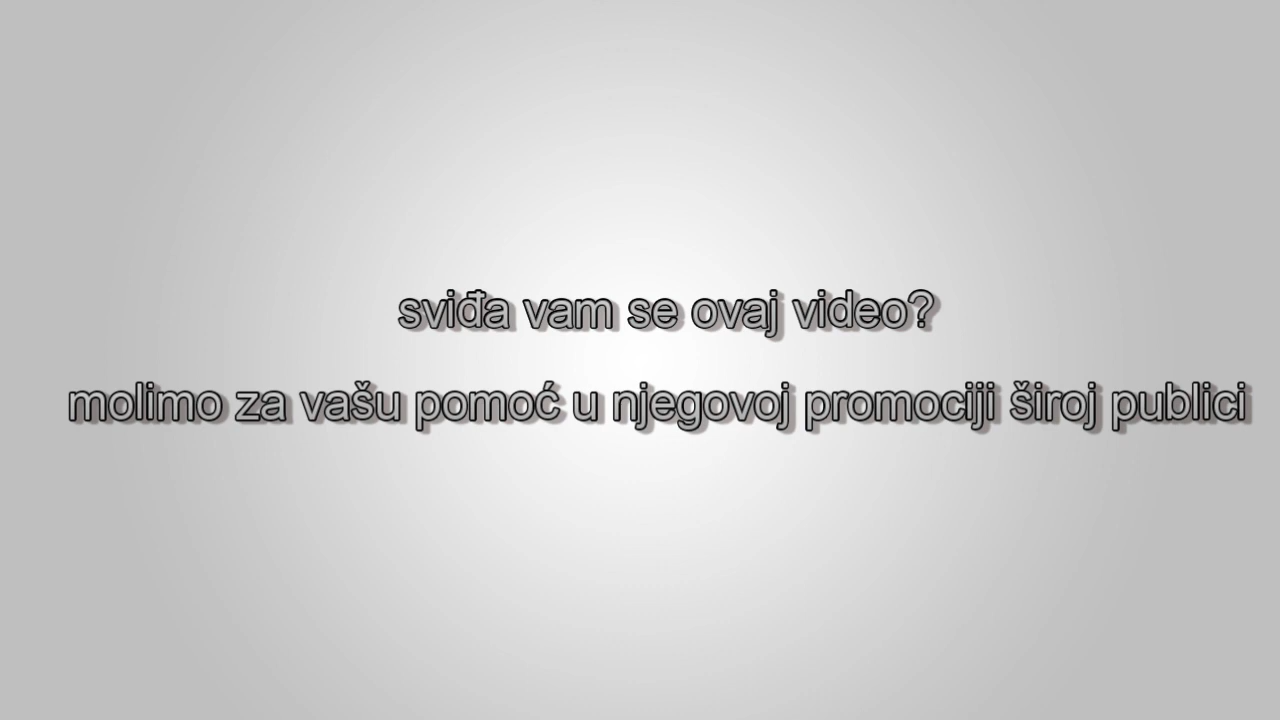 sviđa vam se ovaj video?
molimo za vašu pomoć u njegovoj promociji široj publici